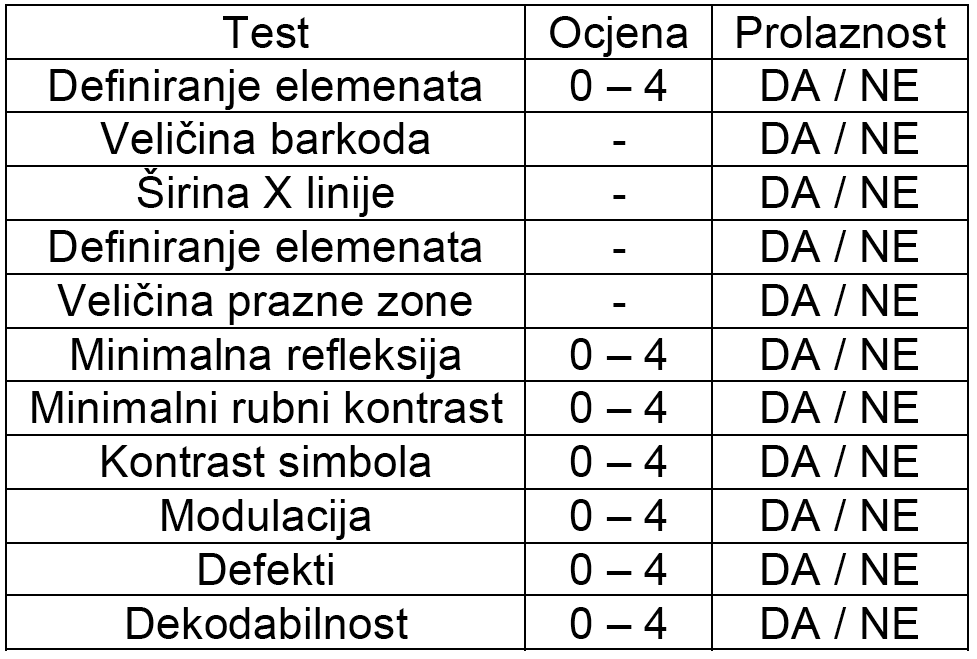 Test Ocjena Prolaznost
Definiranje elemenata 0 – 4 DA / NE
Veličina barkoda - DA / NE
Širina X linije - DA / NE
Definiranje elemenata - DA / NE
Veličina prazne zone - DA / NE
Minimalna refleksija 0 – 4 DA / NE
Minimalni rubni kontrast 0 – 4 DA / NE
Kontrast simbola 0 – 4 DA / NE
Modulacija 0 – 4 DA / NE
Defekti 0 – 4 DA / NE
Dekodabilnost 0 – 4 DA / NE